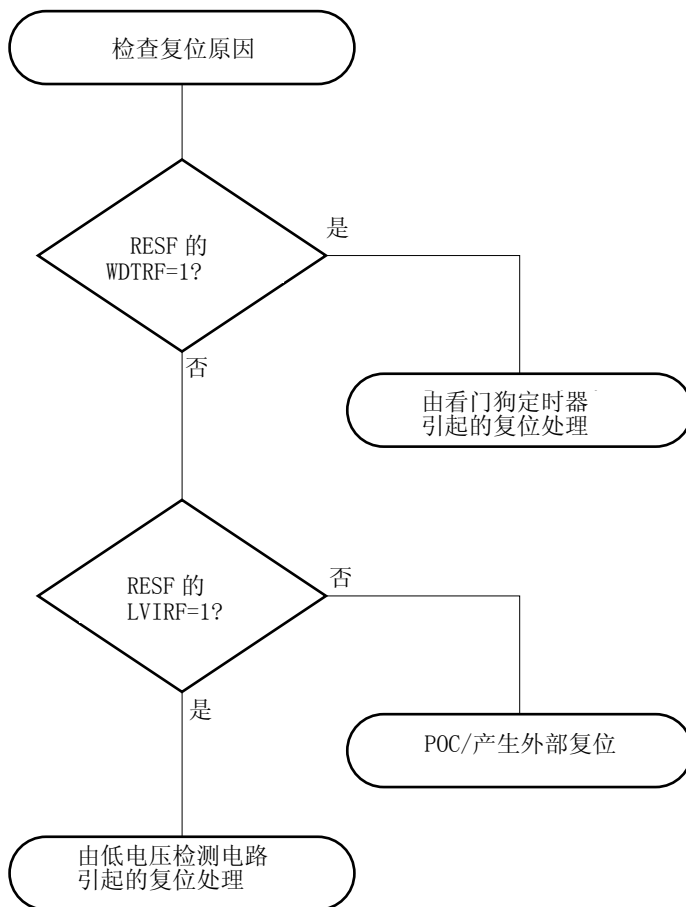 检查复位原因
RESF 的
WDTRF=1?
是
否
由看门狗定时器
引起的复位处理
RESF 的
LVIRF=1?
否
是
POC/产生外部复位
由低电压检测电路
引起的复位处理